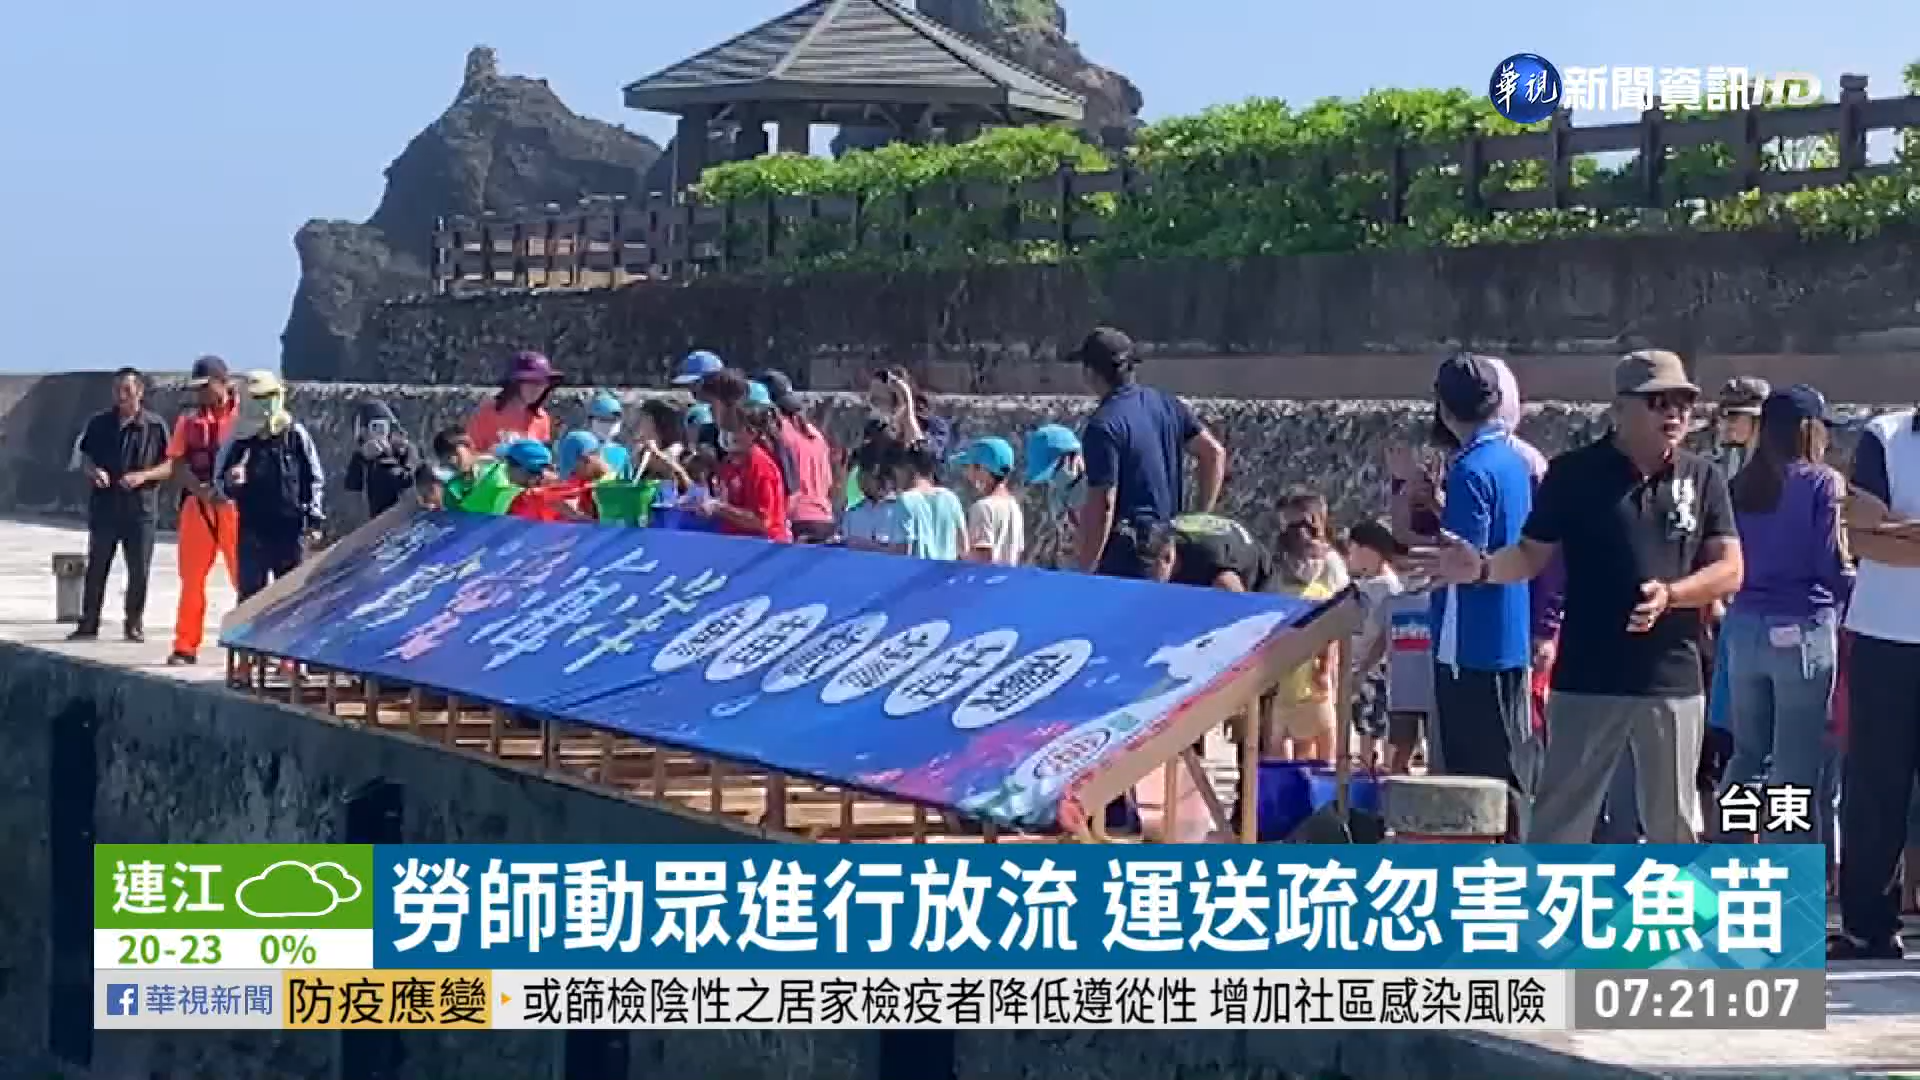 華視 新聞資訊HD
台東
連江
20-23 0%
勞師動眾進行放流 運送疏忽害死魚苗
華視新聞
防疫應變
或篩檢陰性之居家檢疫者降低遵從性 增加社區感染風險
07:21:07